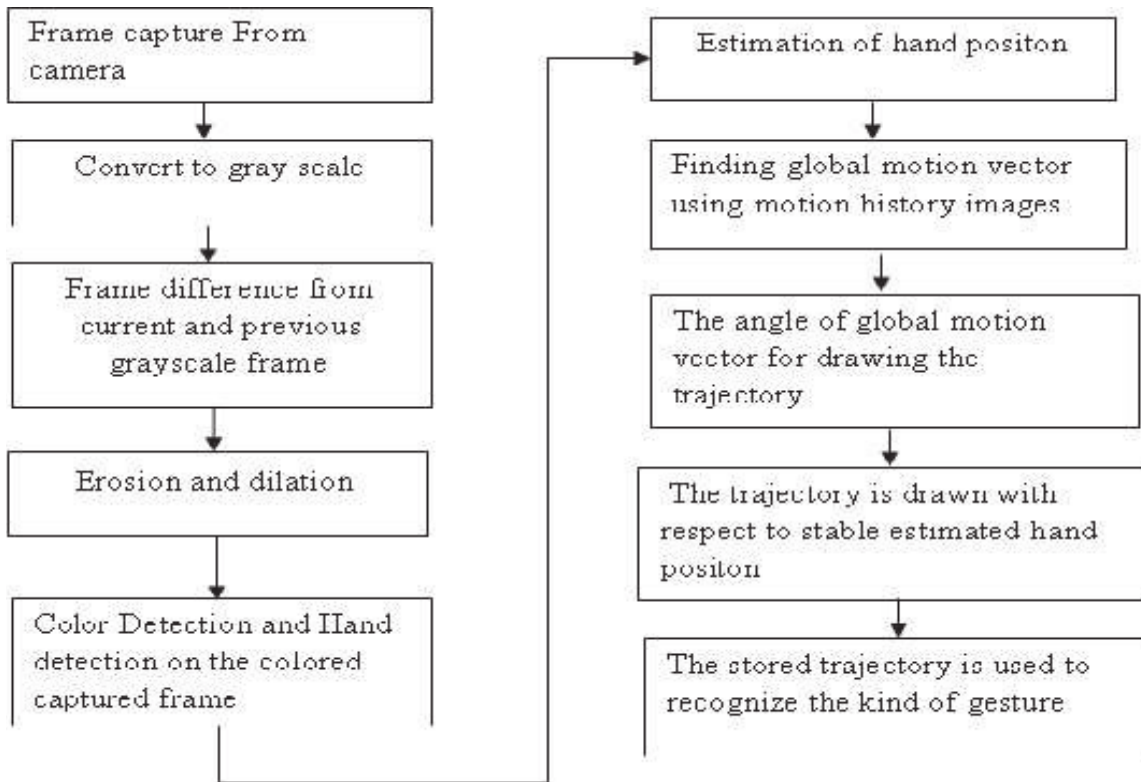 Frame capture From
camera
Convert to gray scale
Frame difference from
current and previous
grayscale frame
Erosion and dilation
Color Detection and Hand
detection on the colored
captured frame
Estimation of hand positon
Finding global motion vector
using motion history images
The angle of global motion
vector for drawing the
trajectory
The trajectory is drawn with
respect to stable estimated hand
positon
The stored trajectory is used to
recognize the kind of gesture